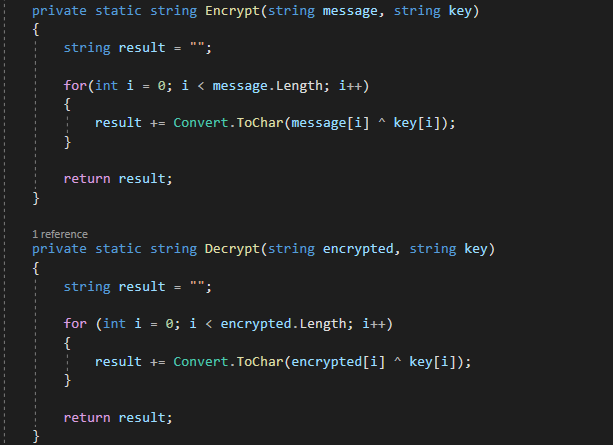 private static string Encrypt(string message, string key)
{
string result = "";
for(int i = 0; i < message.Length; i++)
{
result += Convert.ToChar(message[i] ^ key[i]);
}
return result;
}
1 reference
private static string Decrypt(string encrypted, string key)
{
string result = "";
for (int i = 0; i < encrypted.Length; i++)
{
result += Convert.ToChar(encrypted[i] ^ key[i]);
}
return result;
}